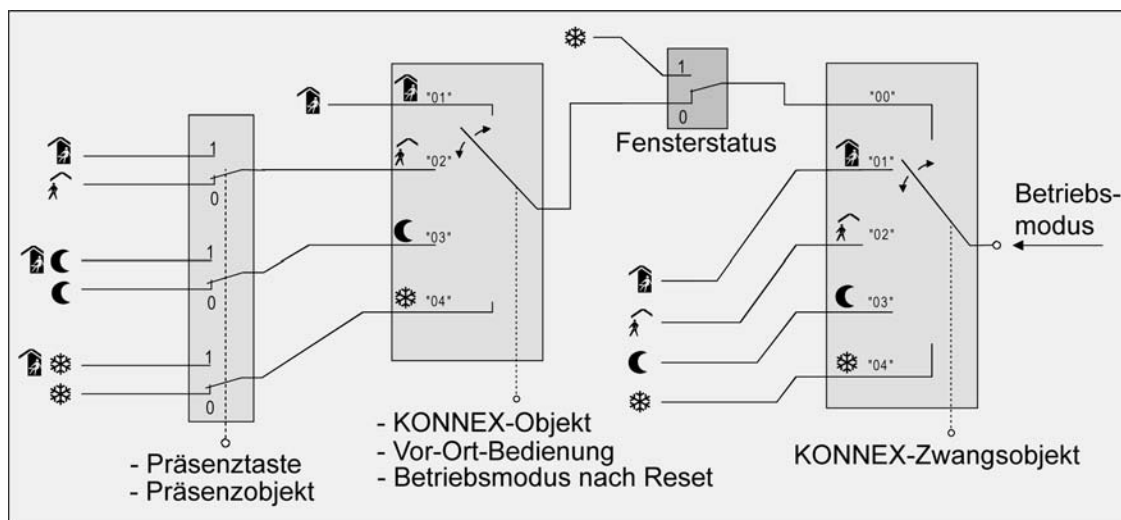 1
0
1
0
1
0
- Präsenztaste
- Präsenzobjekt
"01"
"02"
"03"
"04"
- KONNEX-Objekt
- Vor-Ort-Bedienung
- Betriebsmodus nach Reset
1
0
Fensterstatus
"00"
"01"
"02"
"03"
"04"
KONNEX-Zwangsobjekt
Betriebs-
modus